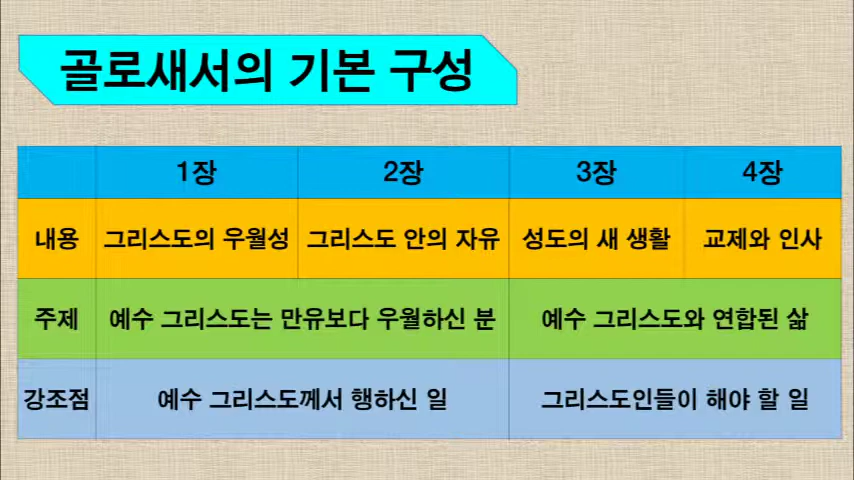 골로새서의 기본 구성
1장 2장 3장 4장
내용 그리스도의 우월성 그리스도 안의 자유 성도의 새 생활 교제와 인사
주제 예수 그리스도는 만유보다 우월하신 분 예수 그리스도와 연합된 삶
강조점 예수 그리스도께서 행하신 일 그리스도인들이 해야 할 일